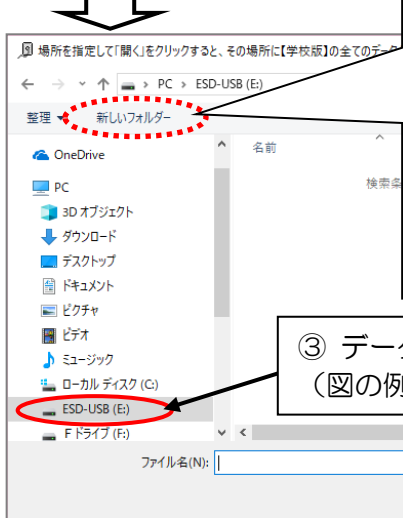 場所を指定して「開く」をクリックすると、その場所に【学校版】の全てのデータ
PC › ESD-USB (E:)
整理 新しいフォルダー
名前
OneDrive
検索条
PC
3D オブジェクト
ダウンロード
デスクトップ
ドキュメント
ピクチャ
ビデオ
ミュージック
ローカル ディスク (C:)
ESD-USB (E:)
F ドライブ (F:)
ファイル名(N):
③ データ
（図の例